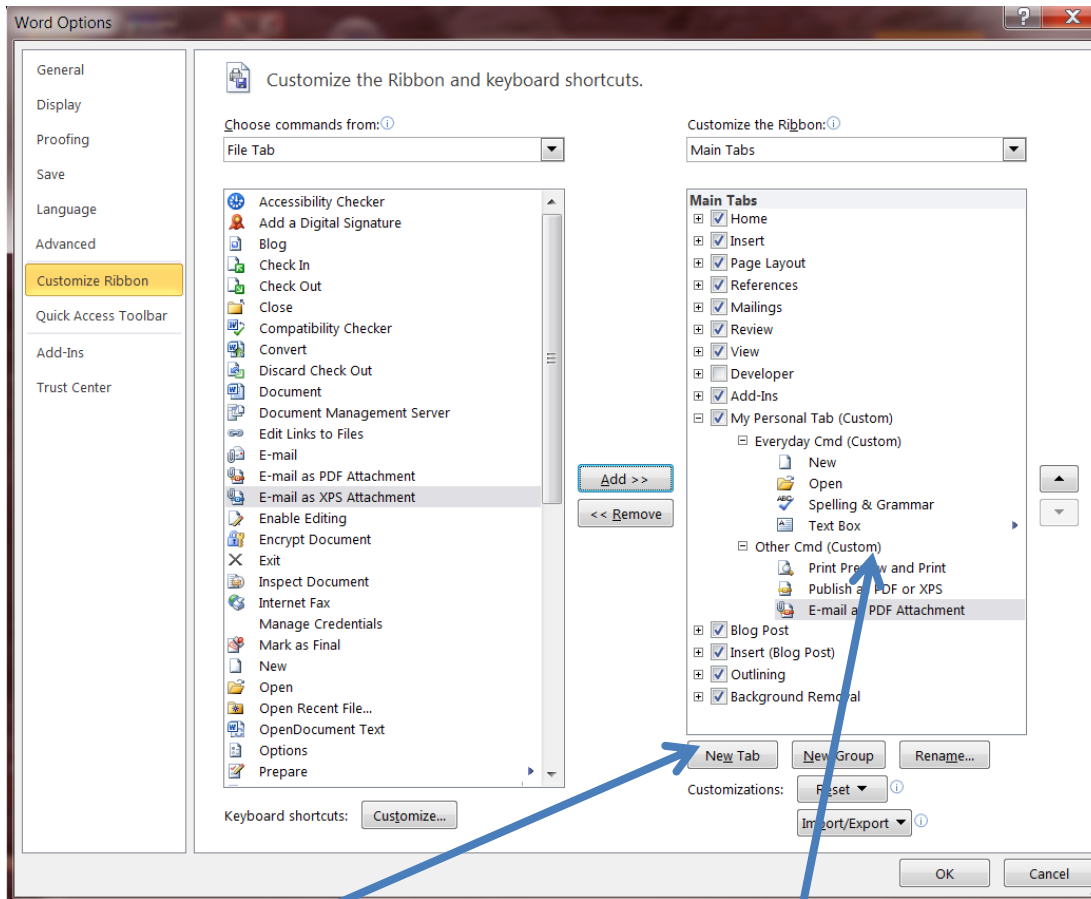 Word Options
General
Display
Proofing
Save
Language
Advanced
Customize Ribbon
Quick Access Toolbar
Add-Ins
Trust Center
Customize the Ribbon and keyboard shortcuts.
Choose commands from:
File Tab
Accessibility Checker
Add a Digital Signature
Blog
Check In
Check Out
Close
Compatibility Checker
Convert
Discard Check Out
Document
Document Management Server
Edit Links to Files
E-mail
E-mail as PDF Attachment
E-mail as XPS Attachment
Enable Editing
Encrypt Document
Exit
Inspect Document
Internet Fax
Manage Credentials
Mark as Final
New
Open
Open Recent File...
OpenDocument Text
Options
Prepare
Keyboard shortcuts: Customize...
Add >>
<< Remove
Customize the Ribbon:
Main Tabs
Main Tabs
Home
Insert
Page Layout
References
Mailings
Review
View
Developer
Add-Ins
My Personal Tab (Custom)
Everyday Cmd (Custom)
New
Open
Spelling & Grammar
Text Box
Other Cmd (Custom)
Print Preview and Print
Publish as PDF or XPS
E-mail as PDF Attachment
Blog Post
Insert (Blog Post)
Outlining
Background Removal
New Tab New Group Rename...
Customizations: Reset
Import/Export
OK Cancel